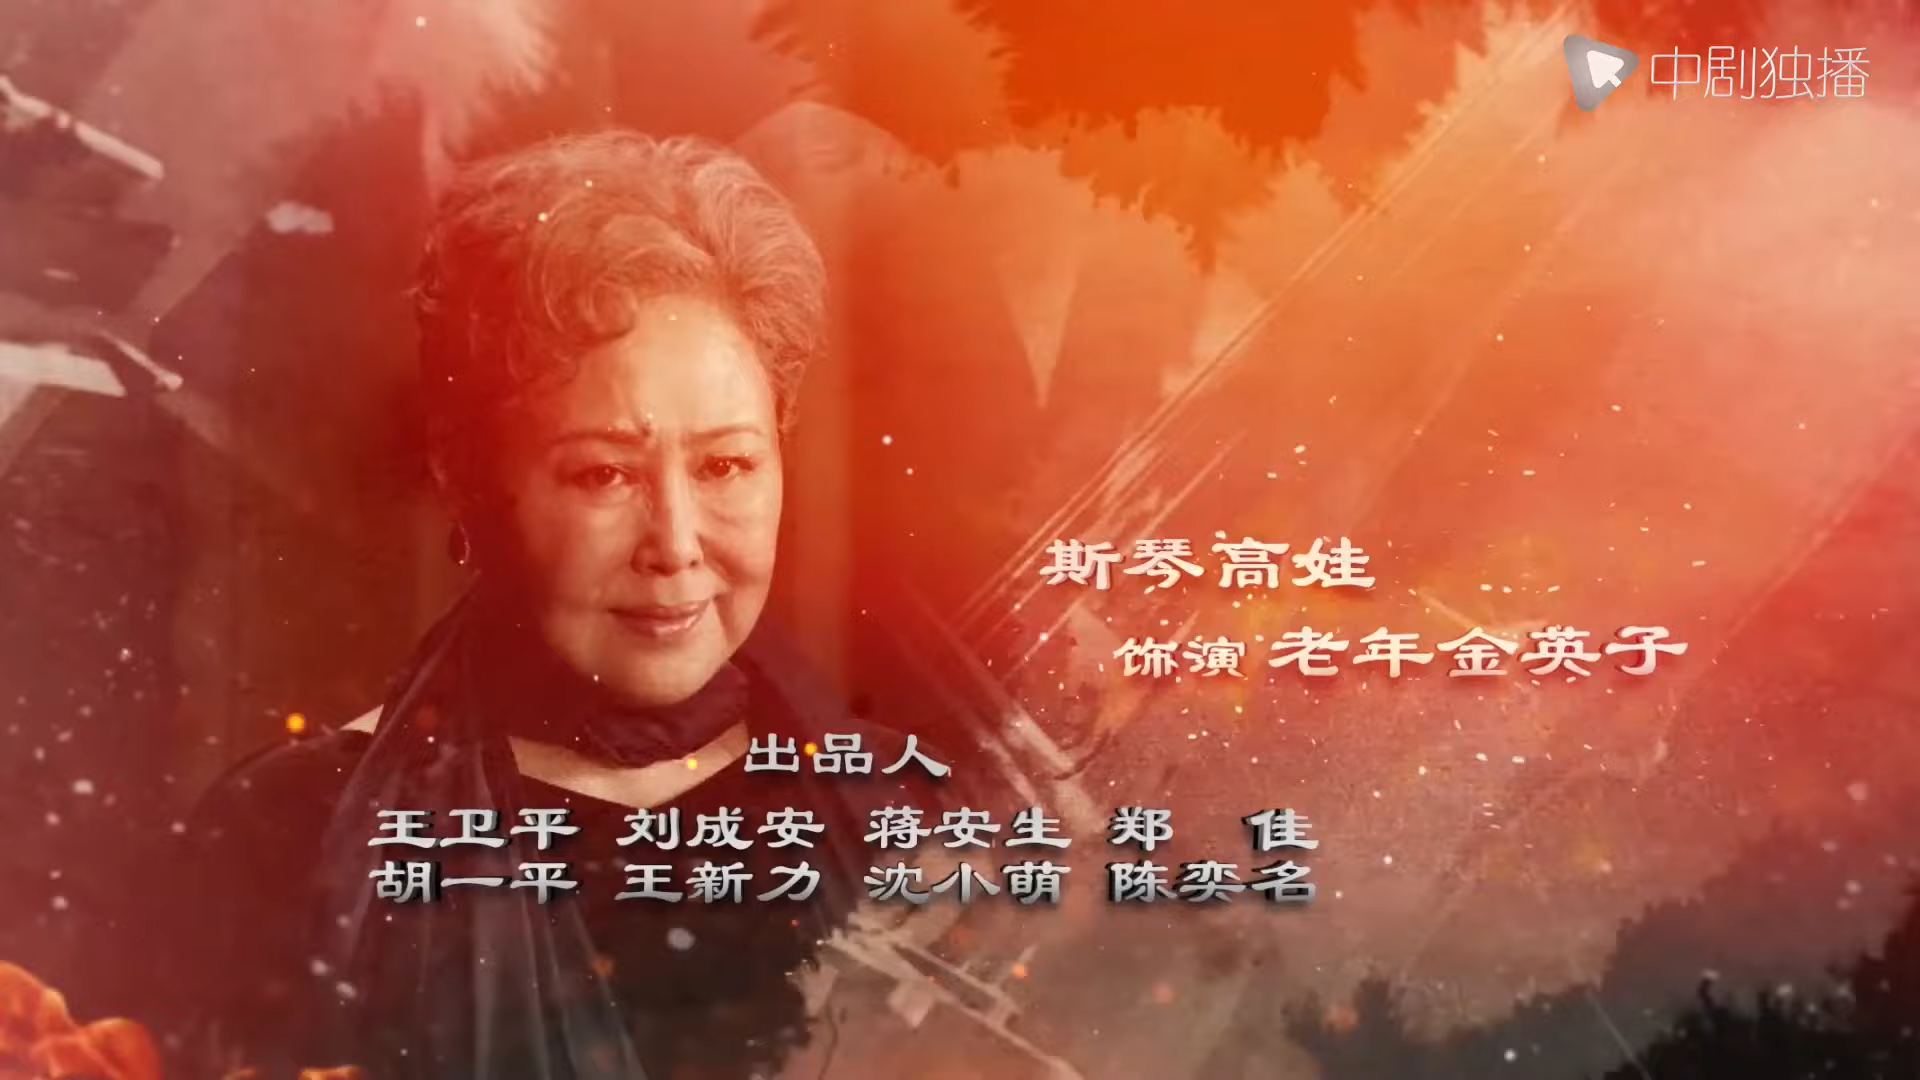 中剧独播
斯琴高娃
饰演 老年金英子
出品人
王卫平 刘成安 蒋安生 郑 佳
胡一平 王新力 沈小萌 陈奕名